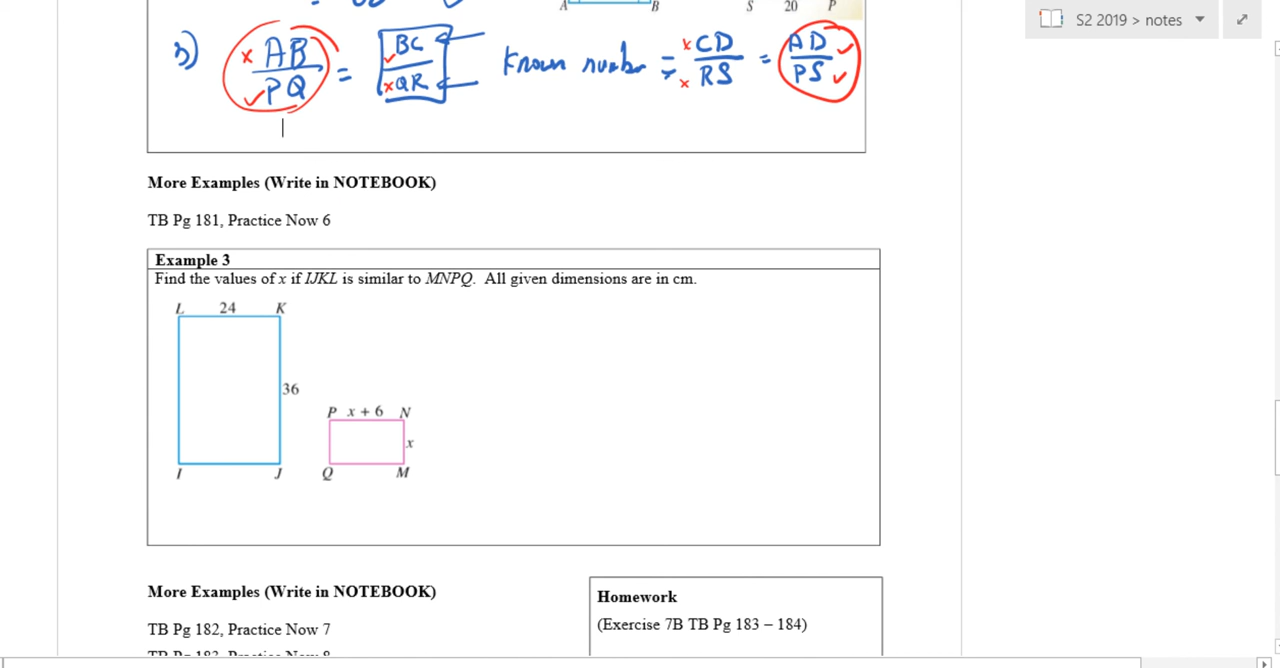 A B S 20 P
S2 2019 > notes
3) × AB / ✓ PQ = ✓ BC / × QR Known number = × CD / × RS = AD ✓ / PS ✓
More Examples (Write in NOTEBOOK)
TB Pg 181, Practice Now 6
Example 3
Find the values of x if IJKL is similar to MNPQ. All given dimensions are in cm.
L 24 K
36
P x + 6 N
x
I J Q M
More Examples (Write in NOTEBOOK)
TB Pg 182, Practice Now 7
Homework
(Exercise 7B TB Pg 183 – 184)